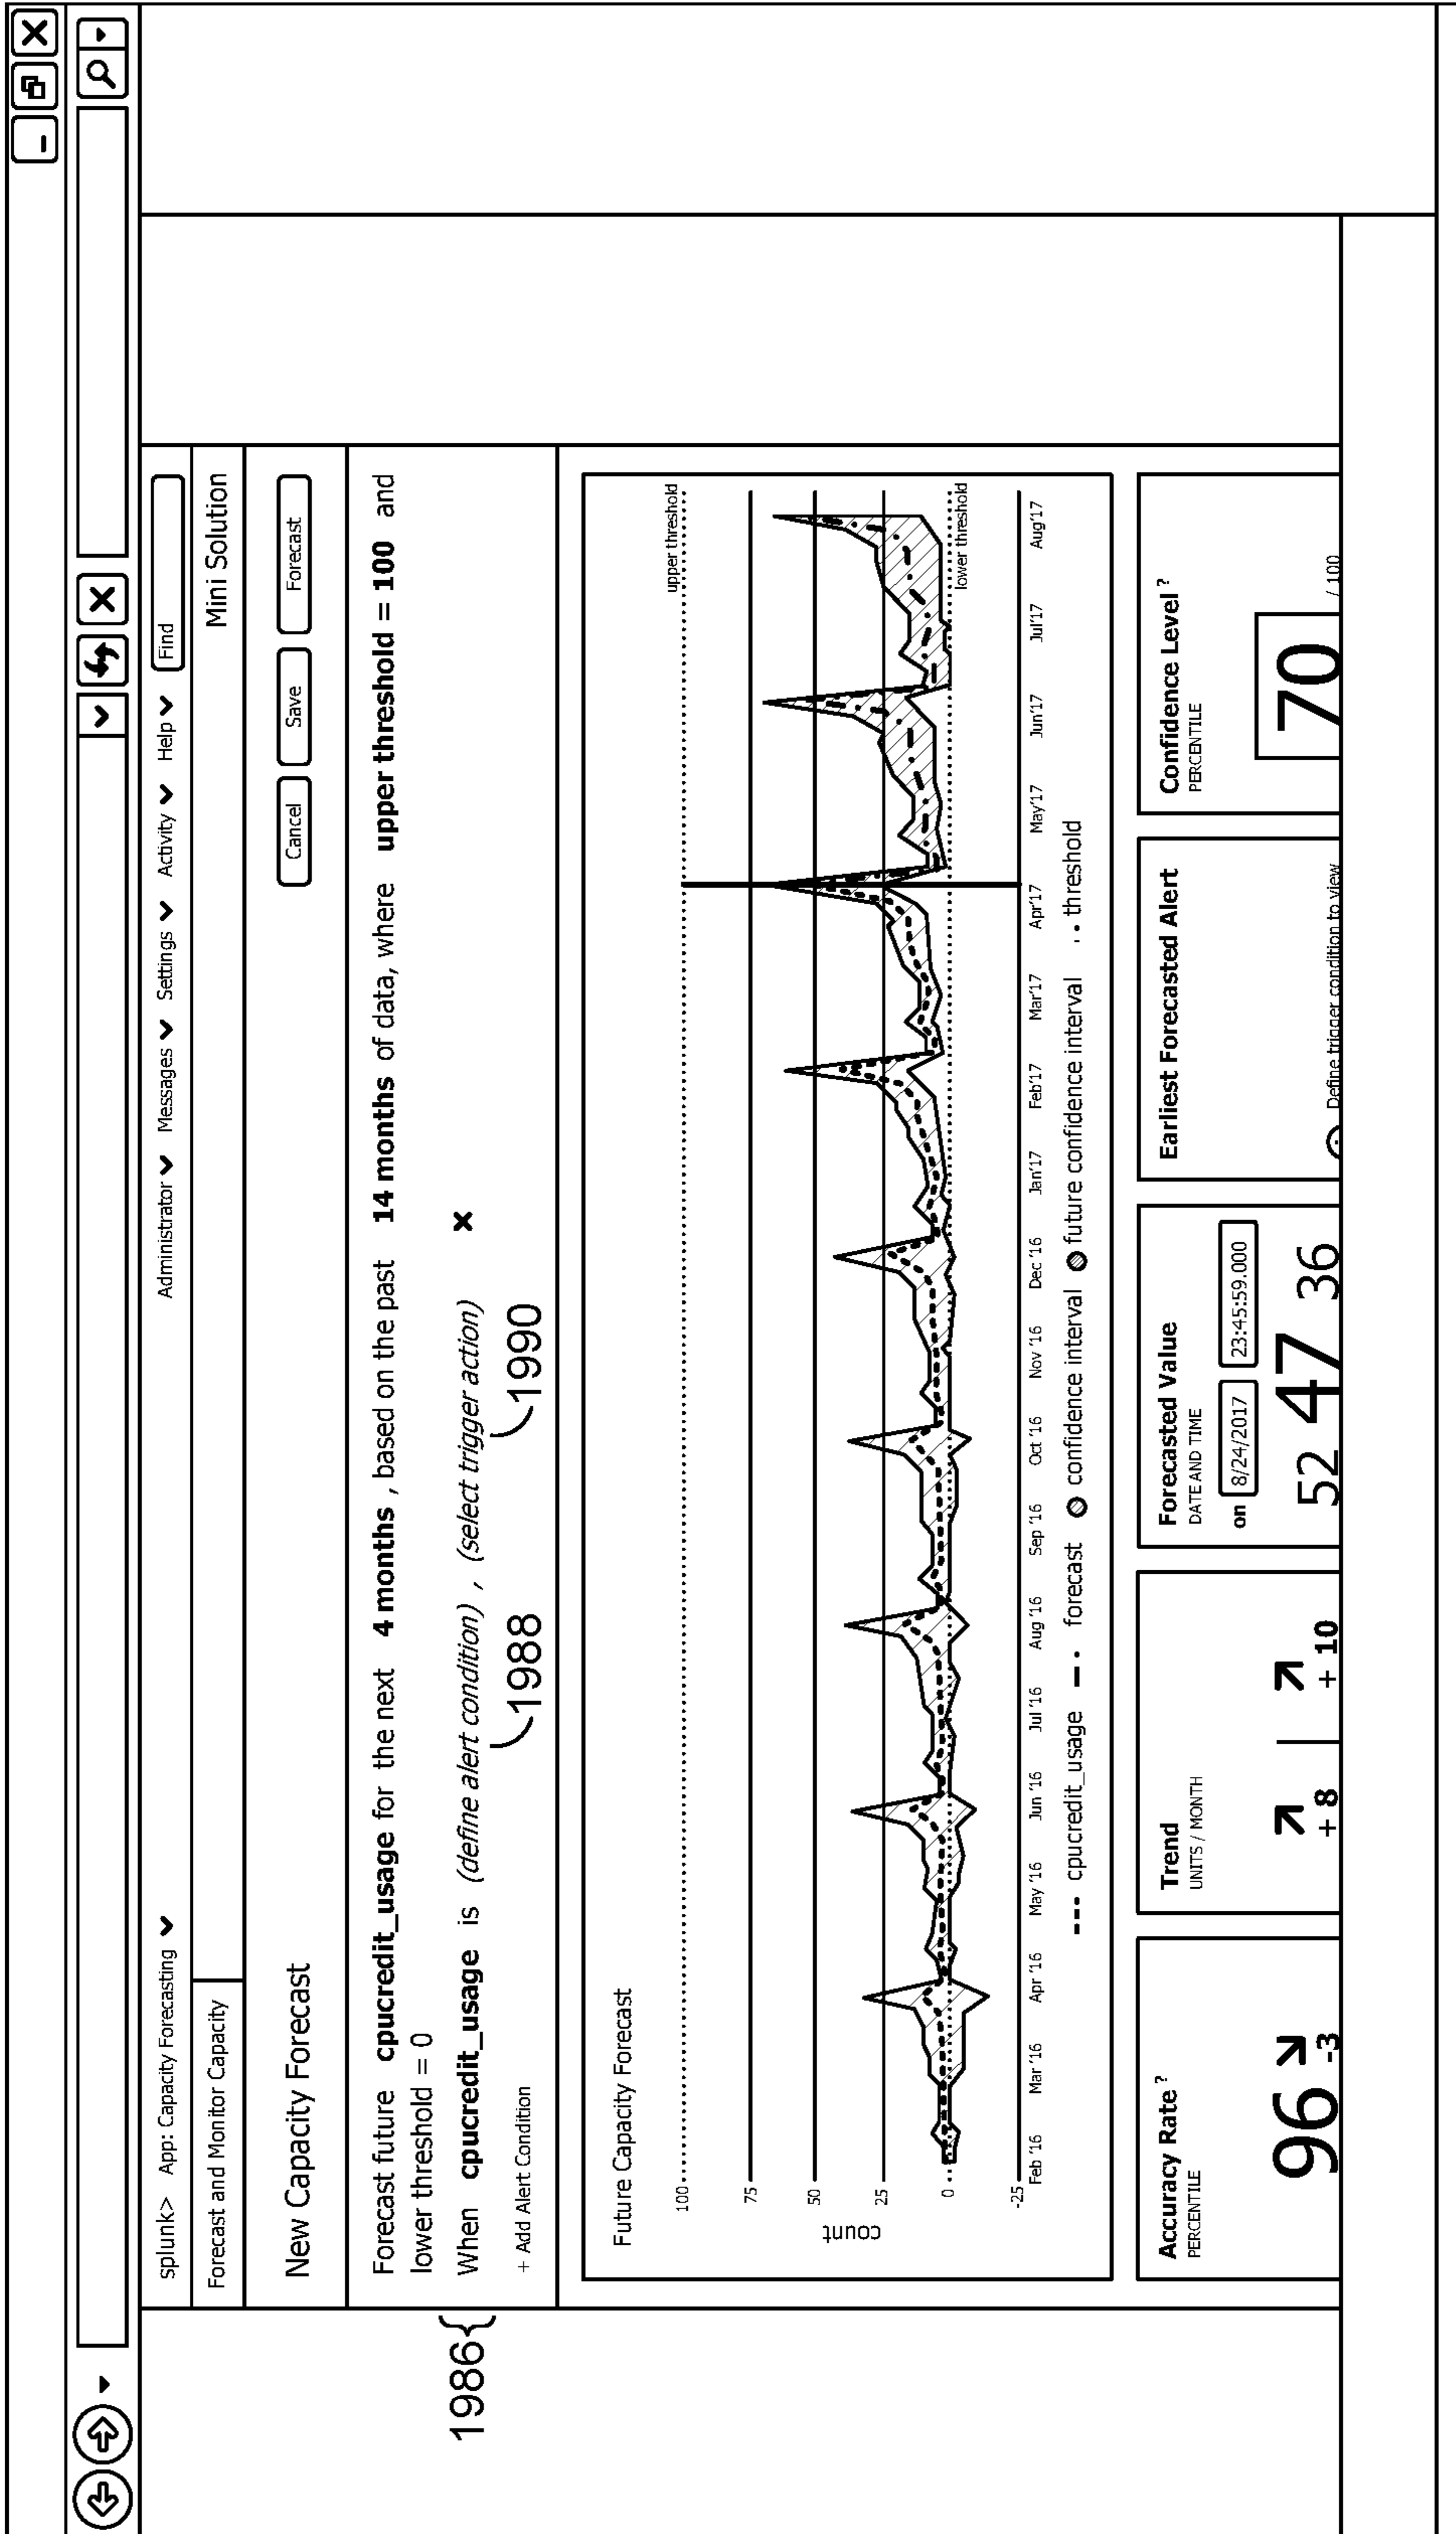 splunk> App: Capacity Forecasting Administrator Messages Settings Activity Help Find
Forecast and Monitor Capacity Mini Solution
New Capacity Forecast Cancel Save Forecast
Forecast future cpucredit_usage for the next 4 months , based on the past 14 months of data, where upper threshold = 100 and
lower threshold = 0
1986 When cpucredit_usage is (define alert condition) , (select trigger action) ×
1988 1990
+ Add Alert Condition
Future Capacity Forecast
upper threshold
100
75
50
25
0
-25
count
lower threshold
Feb '16 Mar '16 Apr '16 May '16 Jun '16 Jul '16 Aug '16 Sep '16 Oct '16 Nov '16 Dec '16 Jan'17 Feb'17 Mar'17 Apr'17 May'17 Jun'17 Jul'17 Aug'17
cpucredit_usage forecast confidence interval future confidence interval threshold
Accuracy Rate ?
PERCENTILE
96 -3
Trend
UNITS / MONTH
+ 8 + 10
Forecasted Value
DATE AND TIME
on 8/24/2017 23:45:59.000
52 47 36
Earliest Forecasted Alert
Define trigger condition to view
Confidence Level ?
PERCENTILE
70 / 100